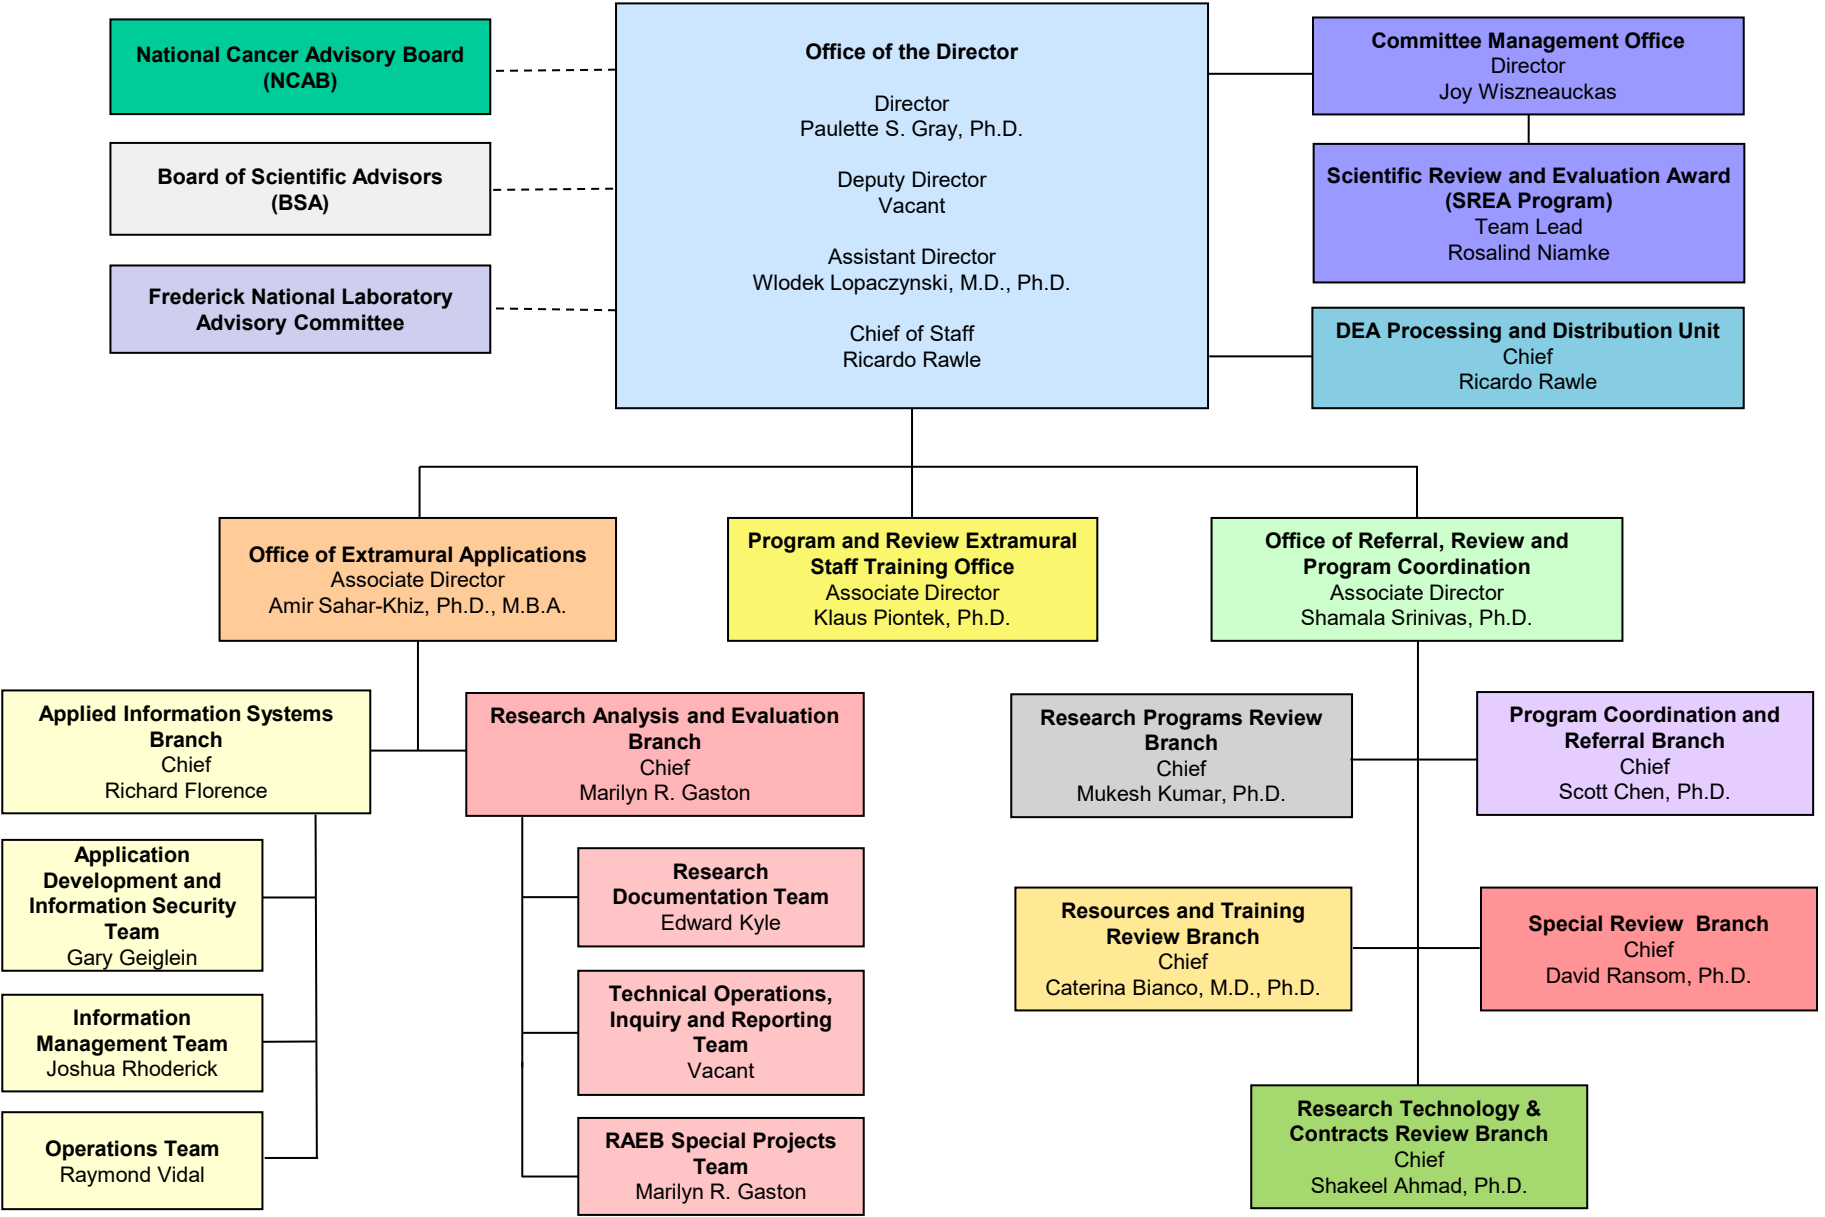 National Cancer Advisory Board
(NCAB)
Board of Scientific Advisors
(BSA)
Frederick National Laboratory
Advisory Committee
Office of the Director
Director
Paulette S. Gray, Ph.D.
Deputy Director
Vacant
Assistant Director
Wlodek Lopaczynski, M.D., Ph.D.
Chief of Staff
Ricardo Rawle
Committee Management Office
Director
Joy Wiszneauckas
Scientific Review and Evaluation Award
(SREA Program)
Team Lead
Rosalind Niamke
DEA Processing and Distribution Unit
Chief
Ricardo Rawle
Office of Extramural Applications
Associate Director
Amir Sahar-Khiz, Ph.D., M.B.A.
Program and Review Extramural
Staff Training Office
Associate Director
Klaus Piontek, Ph.D.
Office of Referral, Review and
Program Coordination
Associate Director
Shamala Srinivas, Ph.D.
Applied Information Systems
Branch
Chief
Richard Florence
Application
Development and
Information Security
Team
Gary Geiglein
Information
Management Team
Joshua Rhoderick
Operations Team
Raymond Vidal
Research Analysis and Evaluation
Branch
Chief
Marilyn R. Gaston
Research
Documentation Team
Edward Kyle
Technical Operations,
Inquiry and Reporting
Team
Vacant
RAEB Special Projects
Team
Marilyn R. Gaston
Research Programs Review
Branch
Chief
Mukesh Kumar, Ph.D.
Program Coordination and
Referral Branch
Chief
Scott Chen, Ph.D.
Resources and Training
Review Branch
Chief
Caterina Bianco, M.D., Ph.D.
Special Review  Branch
Chief
David Ransom, Ph.D.
Research Technology &
Contracts Review Branch
Chief
Shakeel Ahmad, Ph.D.